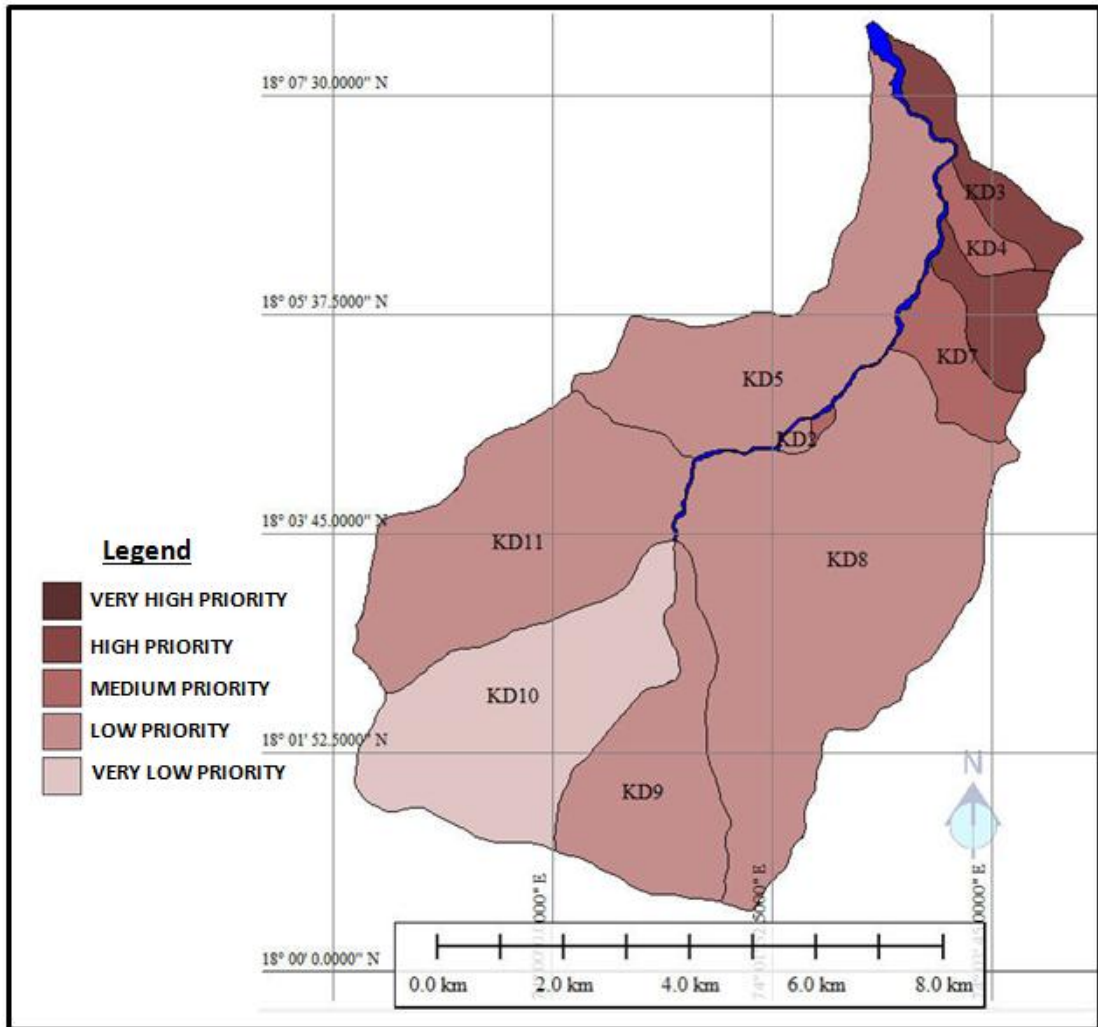 18° 07' 30.0000" N
KD3
KD4
18° 05' 37.5000" N
KD7
KD5
KD2
18° 03' 45.0000" N
KD11
KD8
Legend
VERY HIGH PRIORITY
HIGH PRIORITY
MEDIUM PRIORITY
LOW PRIORITY
VERY LOW PRIORITY
KD10
18° 01' 52.5000" N
KD9
N
18° 00' 0.0000" N
0.0 km 2.0 km 4.0 km 6.0 km 8.0 km